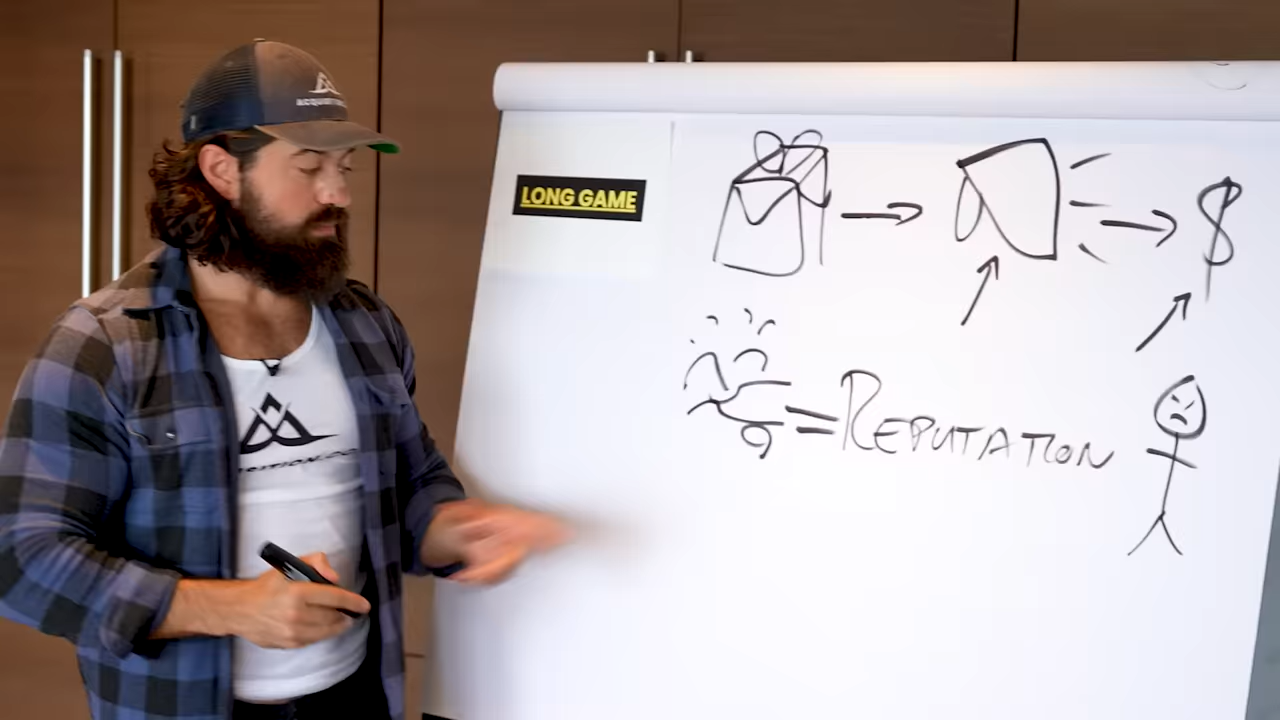 LONG GAME
$
= REPUTATION